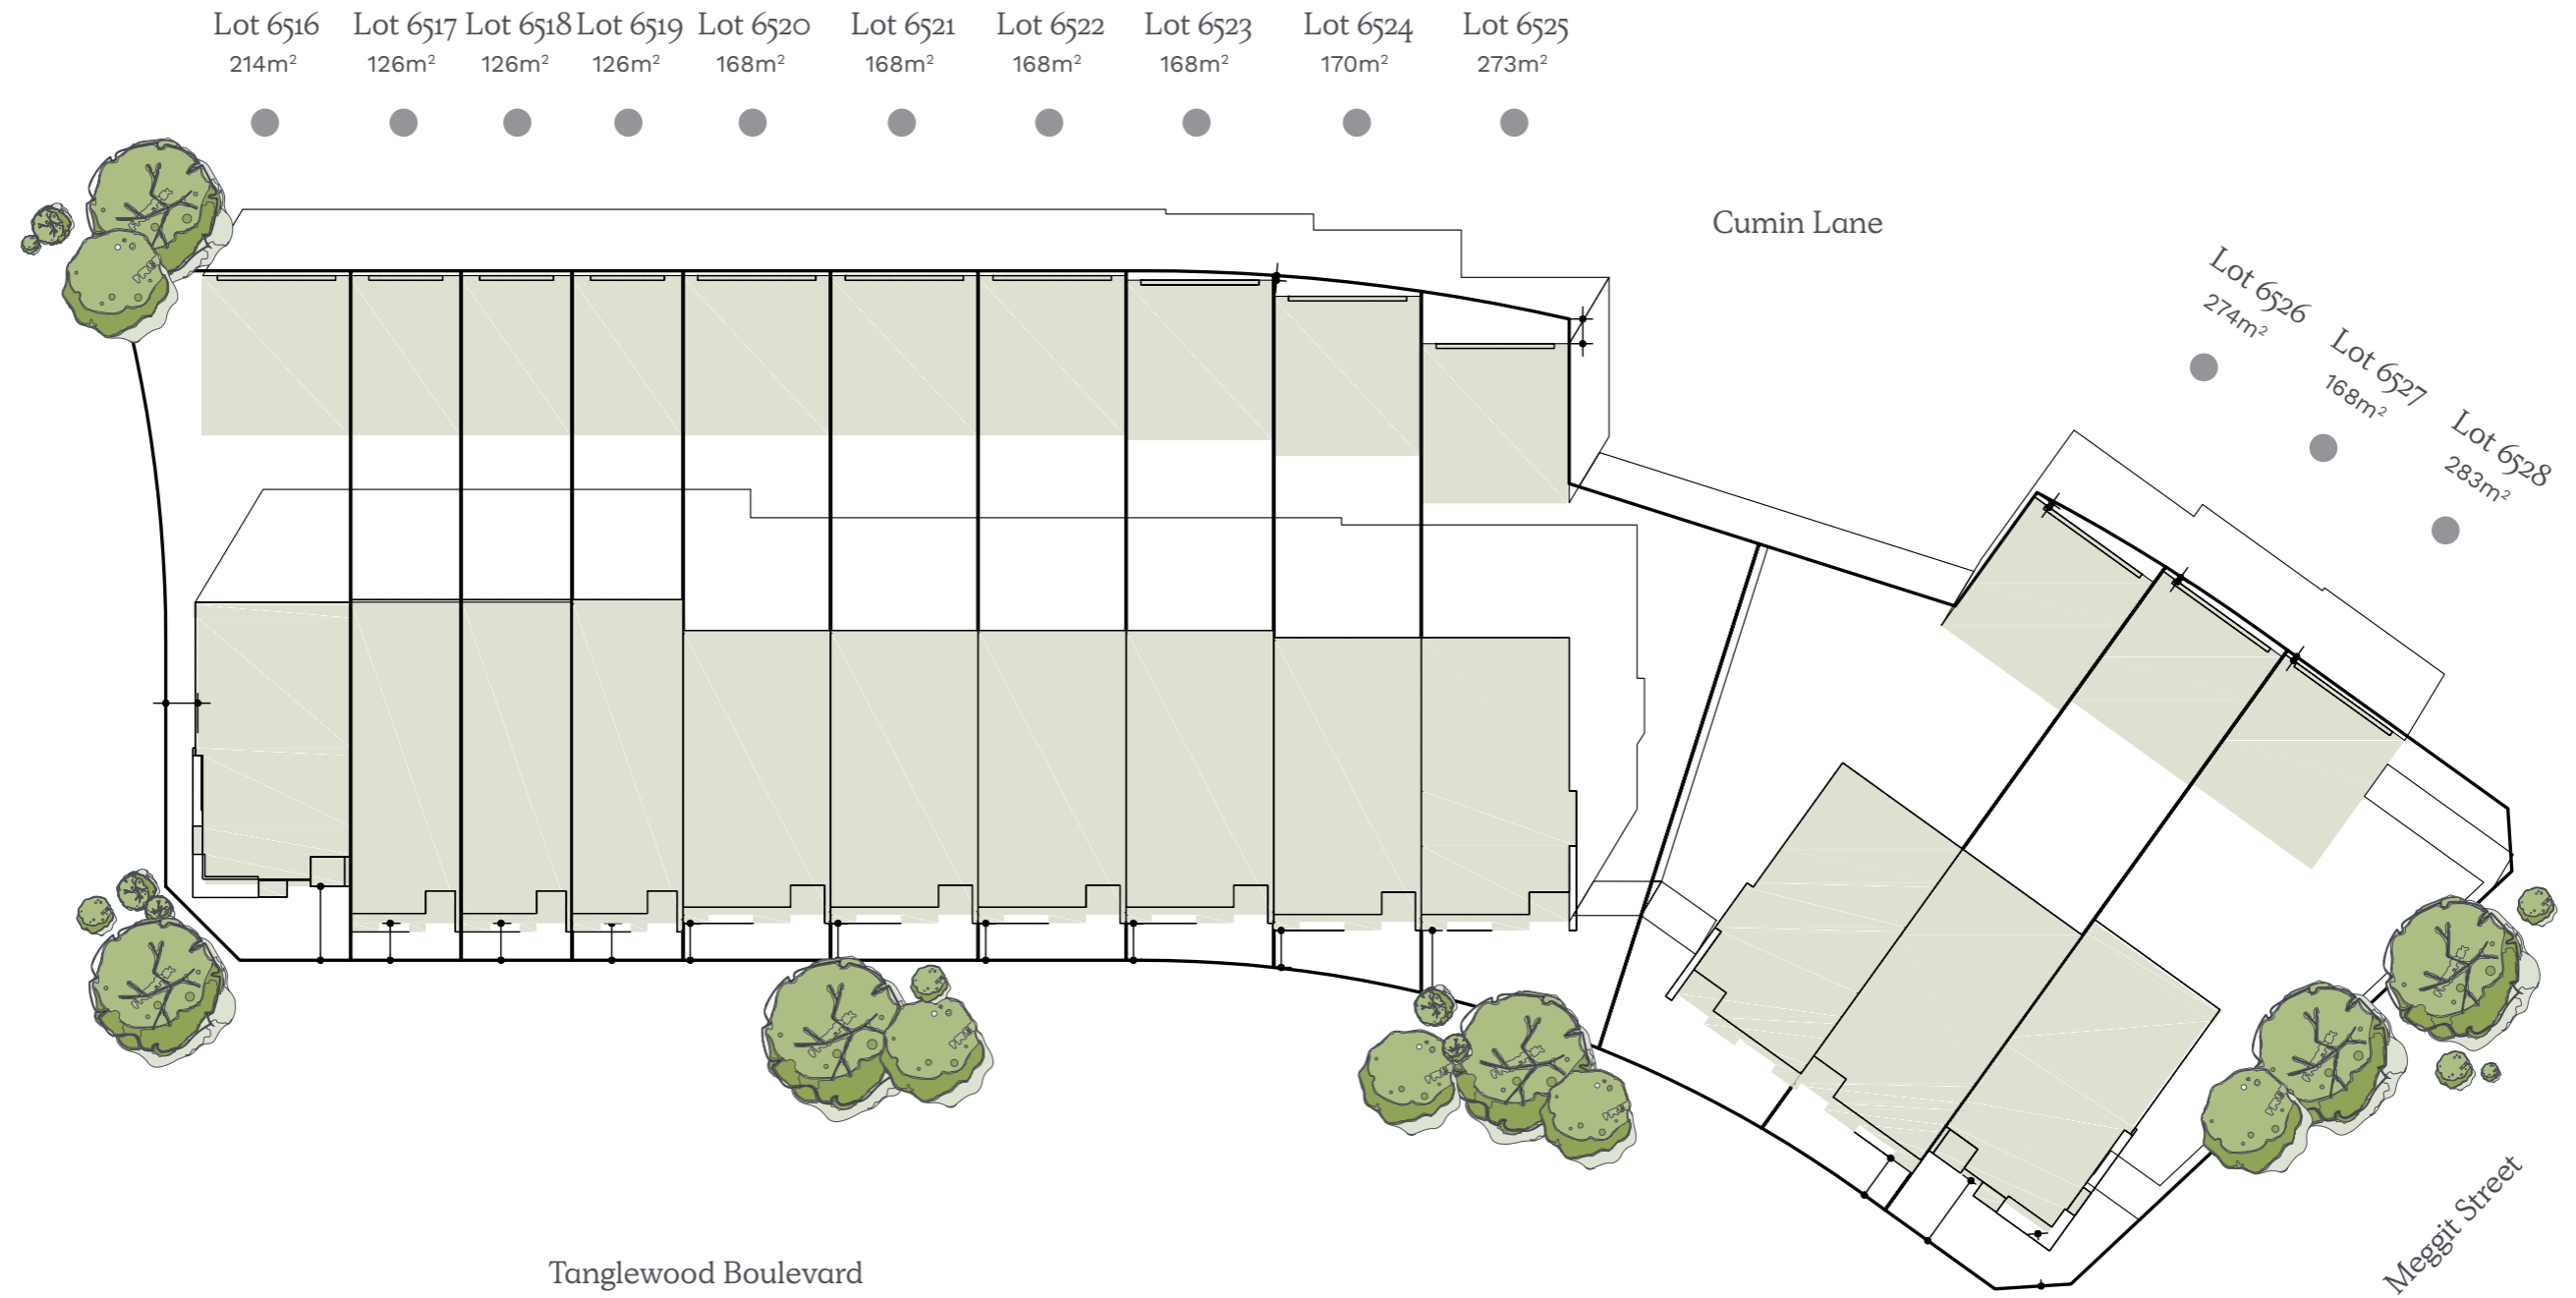 Lot 6516
214m²
Lot 6517
126m²
Lot 6518
126m²
Lot 6519
126m²
Lot 6520
168m²
Lot 6521
168m²
Lot 6522
168m²
Lot 6523
168m²
Lot 6524
170m²
Lot 6525
273m²
Cumin Lane
Lot 6526
274m²
Lot 6527
168m²
Lot 6528
283m²
Tanglewood Boulevard
Meggit Street